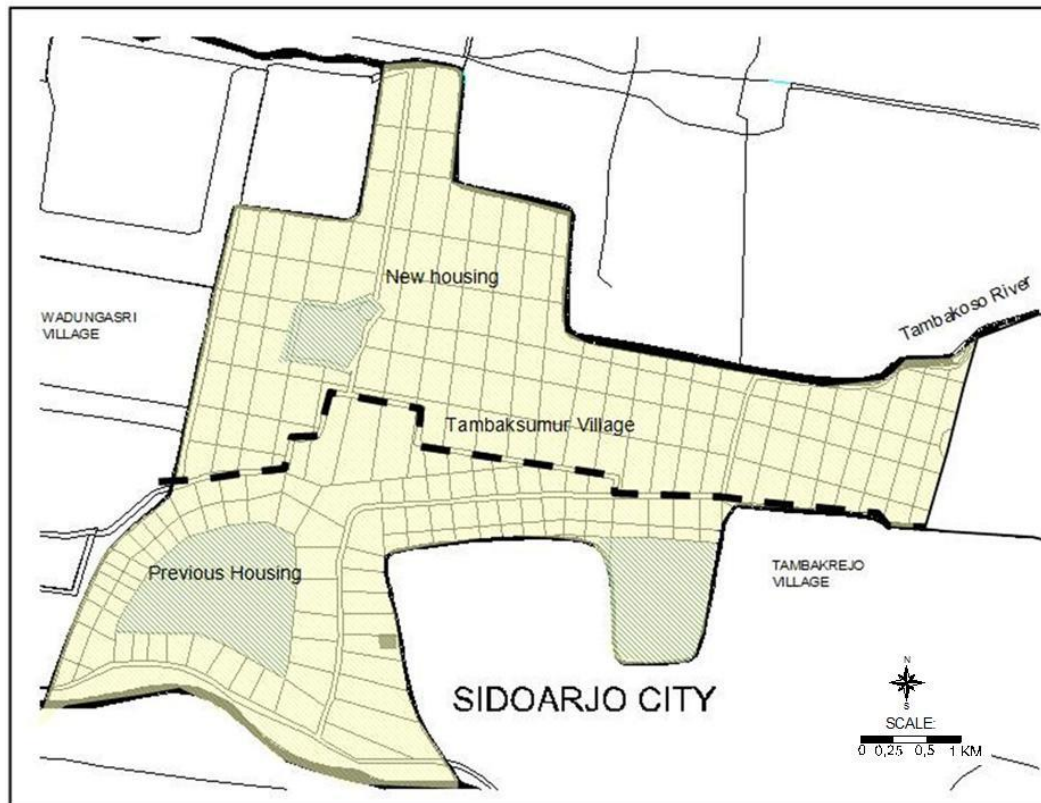 New housing
WADUNGASRI
VILLAGE
Tambakoso River
Tambaksumur Village
Previous Housing
TAMBAKREJO
VILLAGE
SIDOARJO CITY
N
S
SCALE:
0 0,25 0,5 1 KM